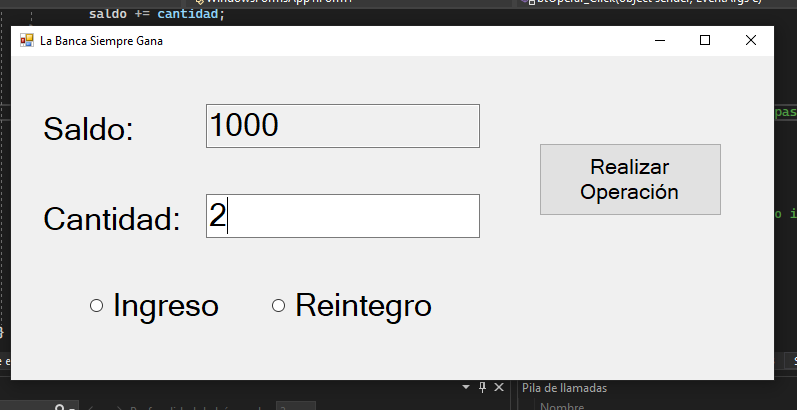 saldo += cantidad;
La Banca Siempre Gana
Saldo:
1000
Realizar
Operación
Cantidad:
2
Ingreso
Reintegro
Pila de llamadas
Nombre